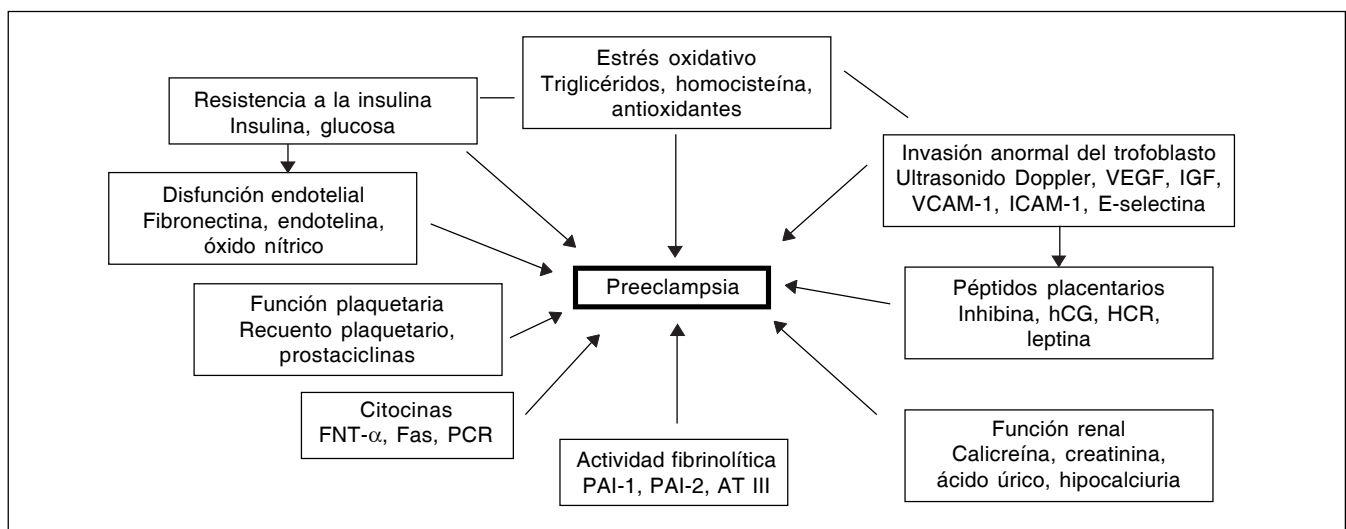 Estrés oxidativo
Triglicéridos, homocisteína,
antioxidantes
Resistencia a la insulina
Insulina, glucosa
Invasión anormal del trofoblasto
Ultrasonido Doppler, VEGF, IGF,
VCAM-1, ICAM-1, E-selectina
Disfunción endotelial
Fibronectina, endotelina,
óxido nítrico
Preeclampsia
Péptidos placentarios
Inhibina, hCG, HCR,
leptina
Función plaquetaria
Recuento plaquetario,
prostaciclinas
Citocinas
FNT-α, Fas, PCR
Actividad fibrinolítica
PAI-1, PAI-2, AT III
Función renal
Calicreína, creatinina,
ácido úrico, hipocalciuria